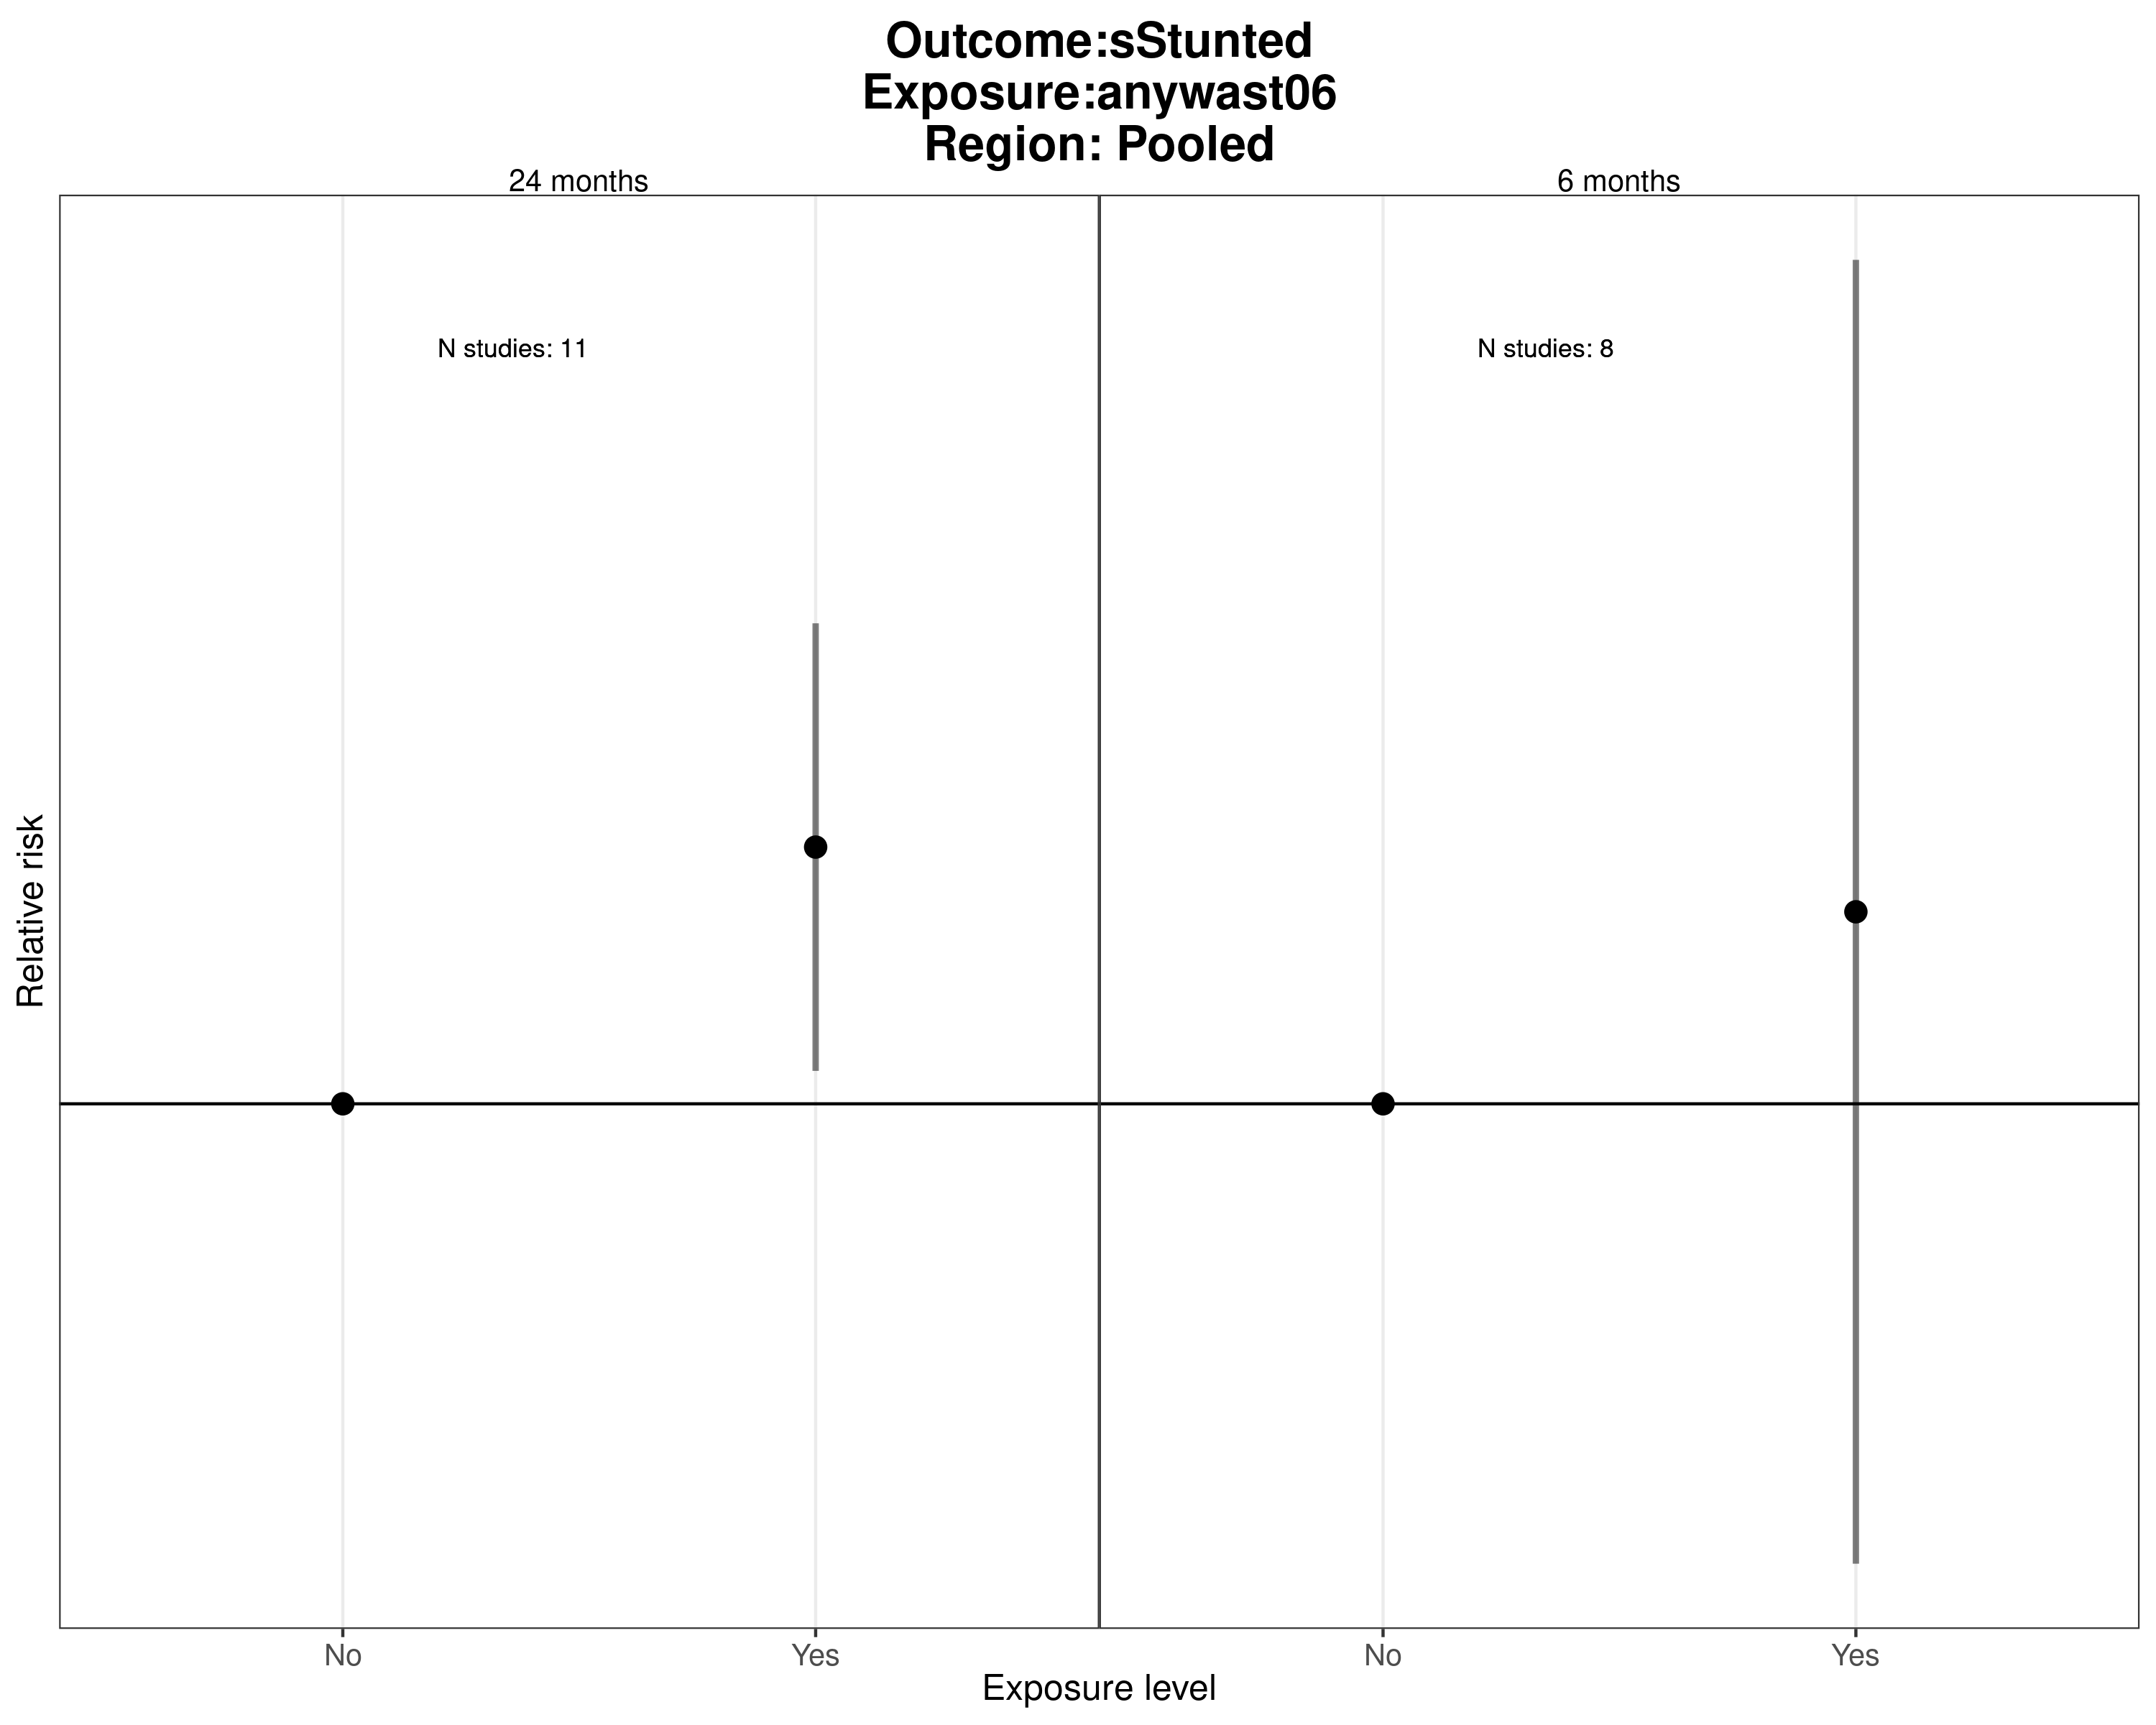 Outcome:sStunted
Exposure:anywast06
Region: Pooled
24 months
6 months
N studies: 11
N studies: 8
Relative risk
No
Yes
No
Yes
Exposure level